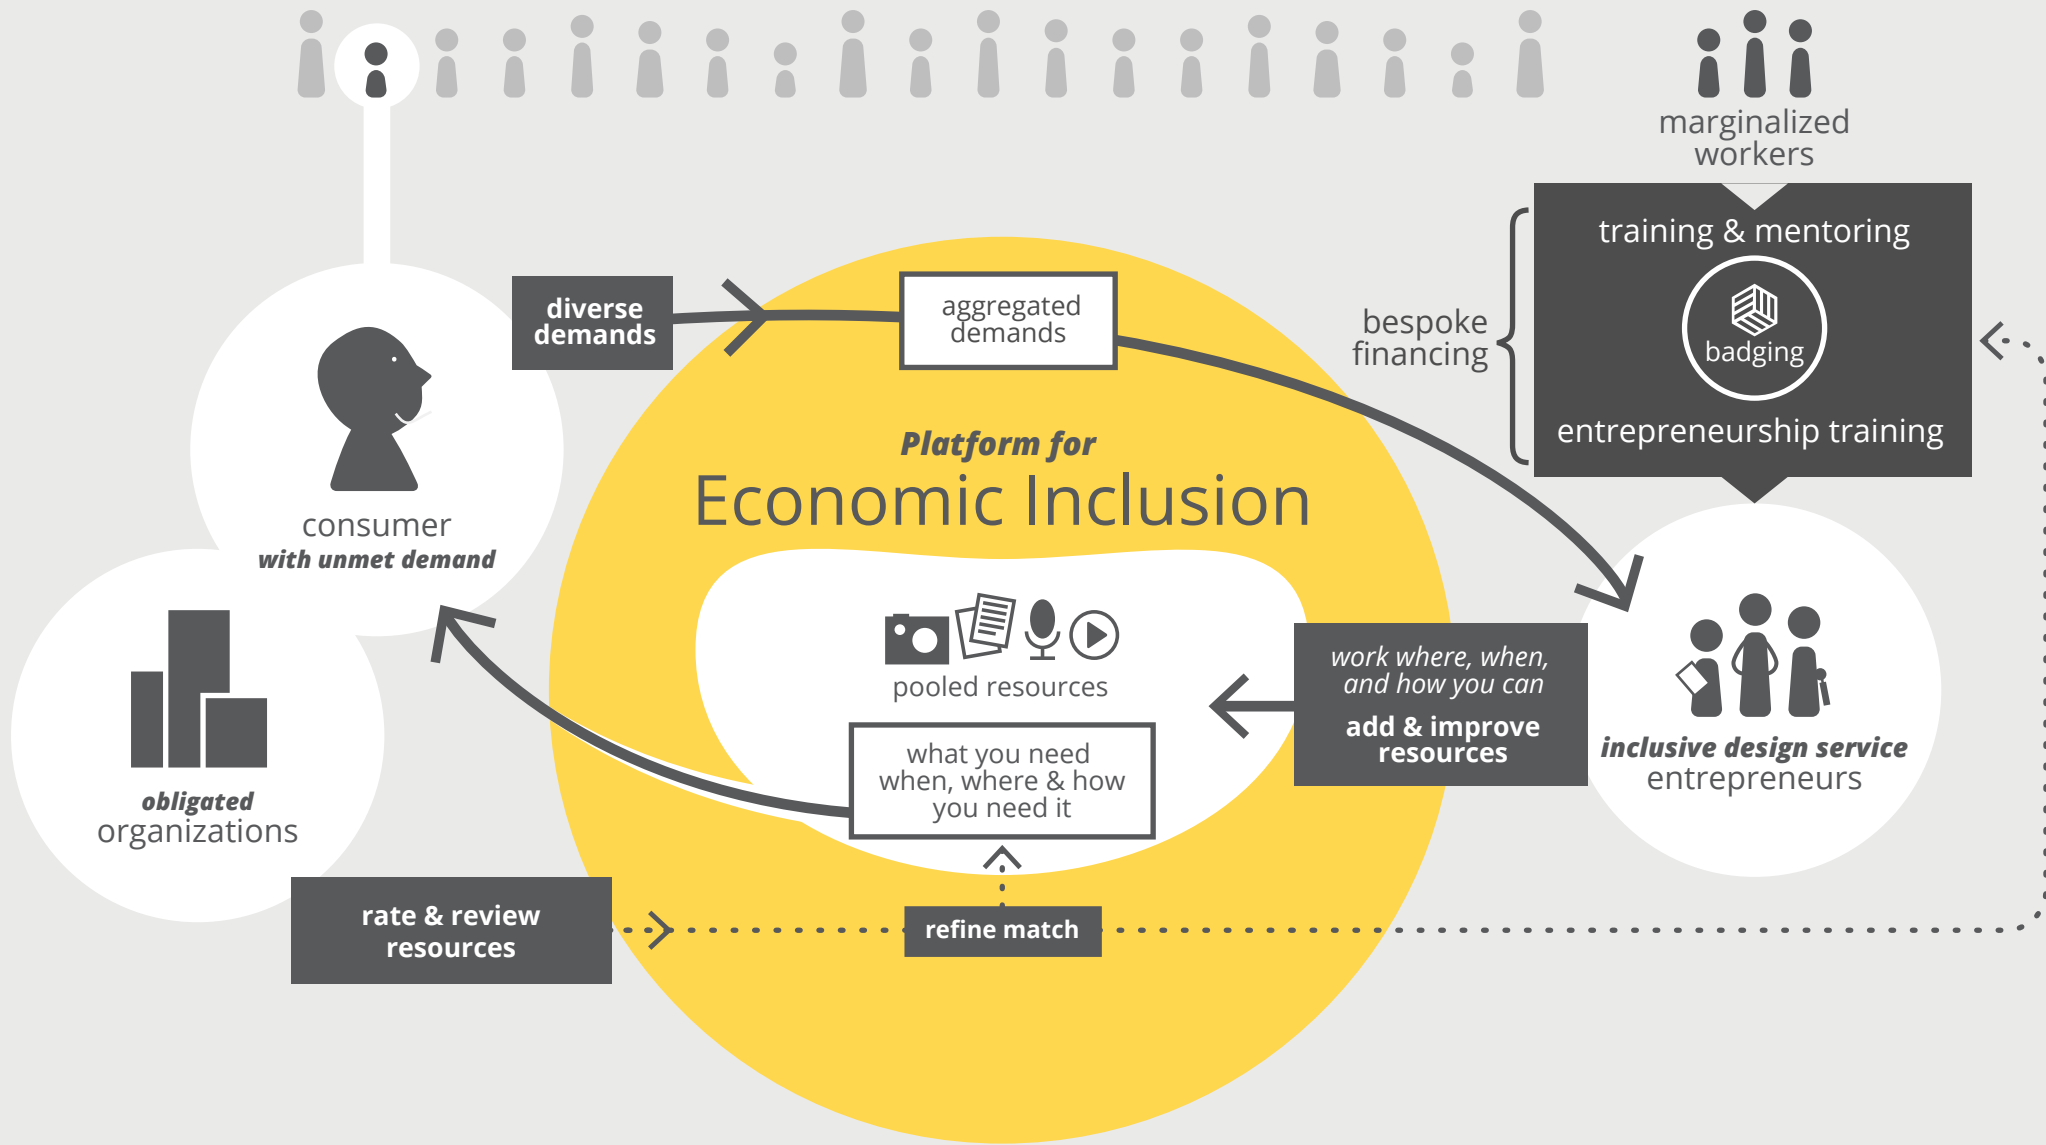 marginalized
workers
training & mentoring
badging
entrepreneurship training
bespoke
financing
diverse
demands
aggregated
demands
Platform for
Economic Inclusion
consumer
with unmet demand
obligated
organizations
pooled resources
what you need
when, where & how
you need it
work where, when,
and how you can
add & improve
resources
inclusive design service
entrepreneurs
rate & review
resources
refine match